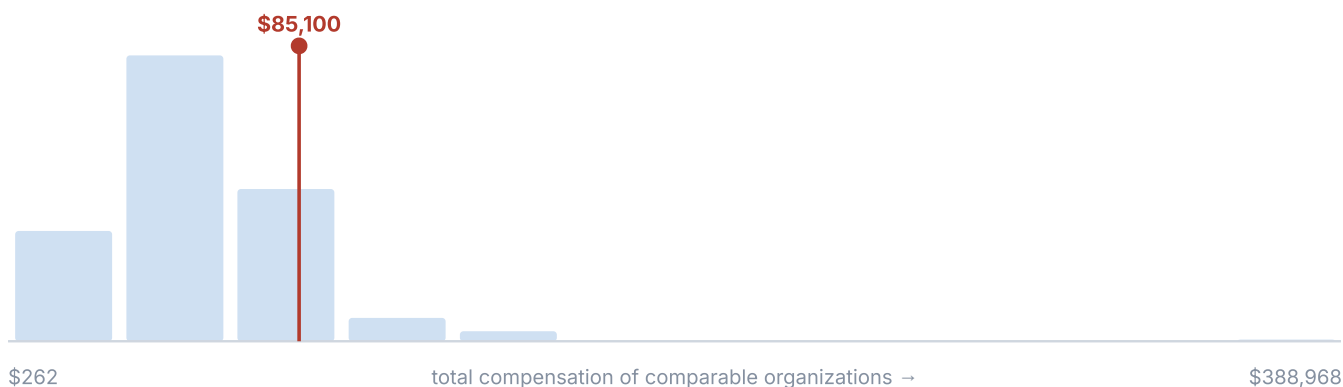 $85,100
$262 total compensation of comparable organizations → $388,968